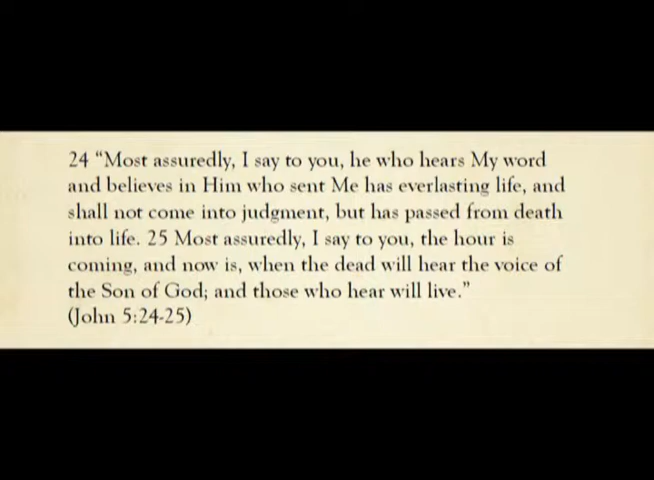 24 “Most assuredly, I say to you, he who hears My word
and believes in Him who sent Me has everlasting life, and
shall not come into judgment, but has passed from death
into life. 25 Most assuredly, I say to you, the hour is
coming, and now is, when the dead will hear the voice of
the Son of God; and those who hear will live.”
(John 5:24-25)